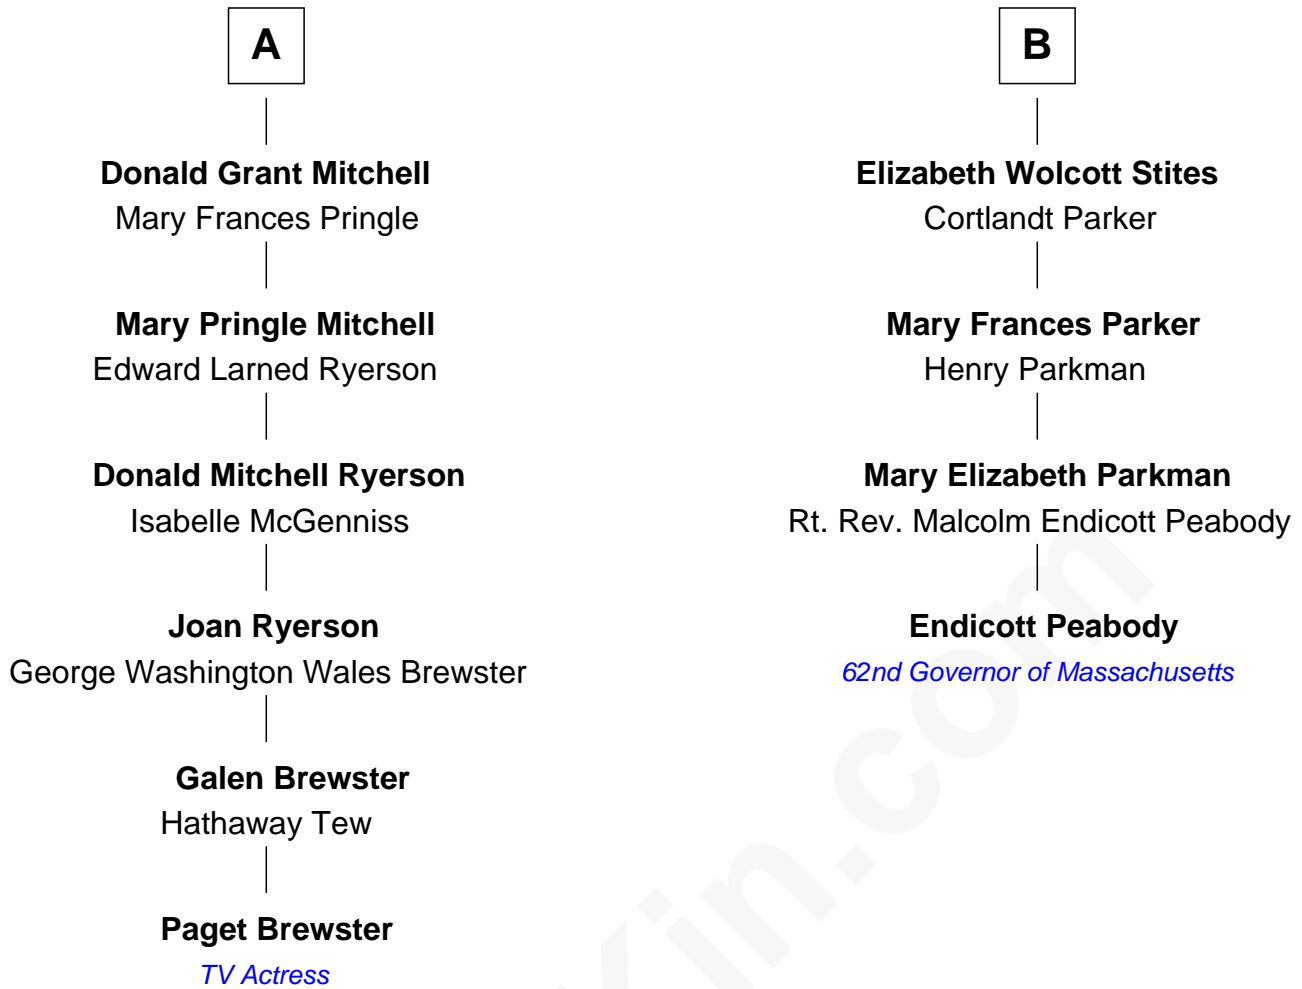 A
Donald Grant Mitchell
Mary Frances Pringle
Mary Pringle Mitchell
Edward Larned Ryerson
Donald Mitchell Ryerson
Isabelle McGenniss
Joan Ryerson
George Washington Wales Brewster
Galen Brewster
Hathaway Tew
Paget Brewster
TV Actress
B
Elizabeth Wolcott Stites
Cortlandt Parker
Mary Frances Parker
Henry Parkman
Mary Elizabeth Parkman
Rt. Rev. Malcolm Endicott Peabody
Endicott Peabody
62nd Governor of Massachusetts
Kin.com